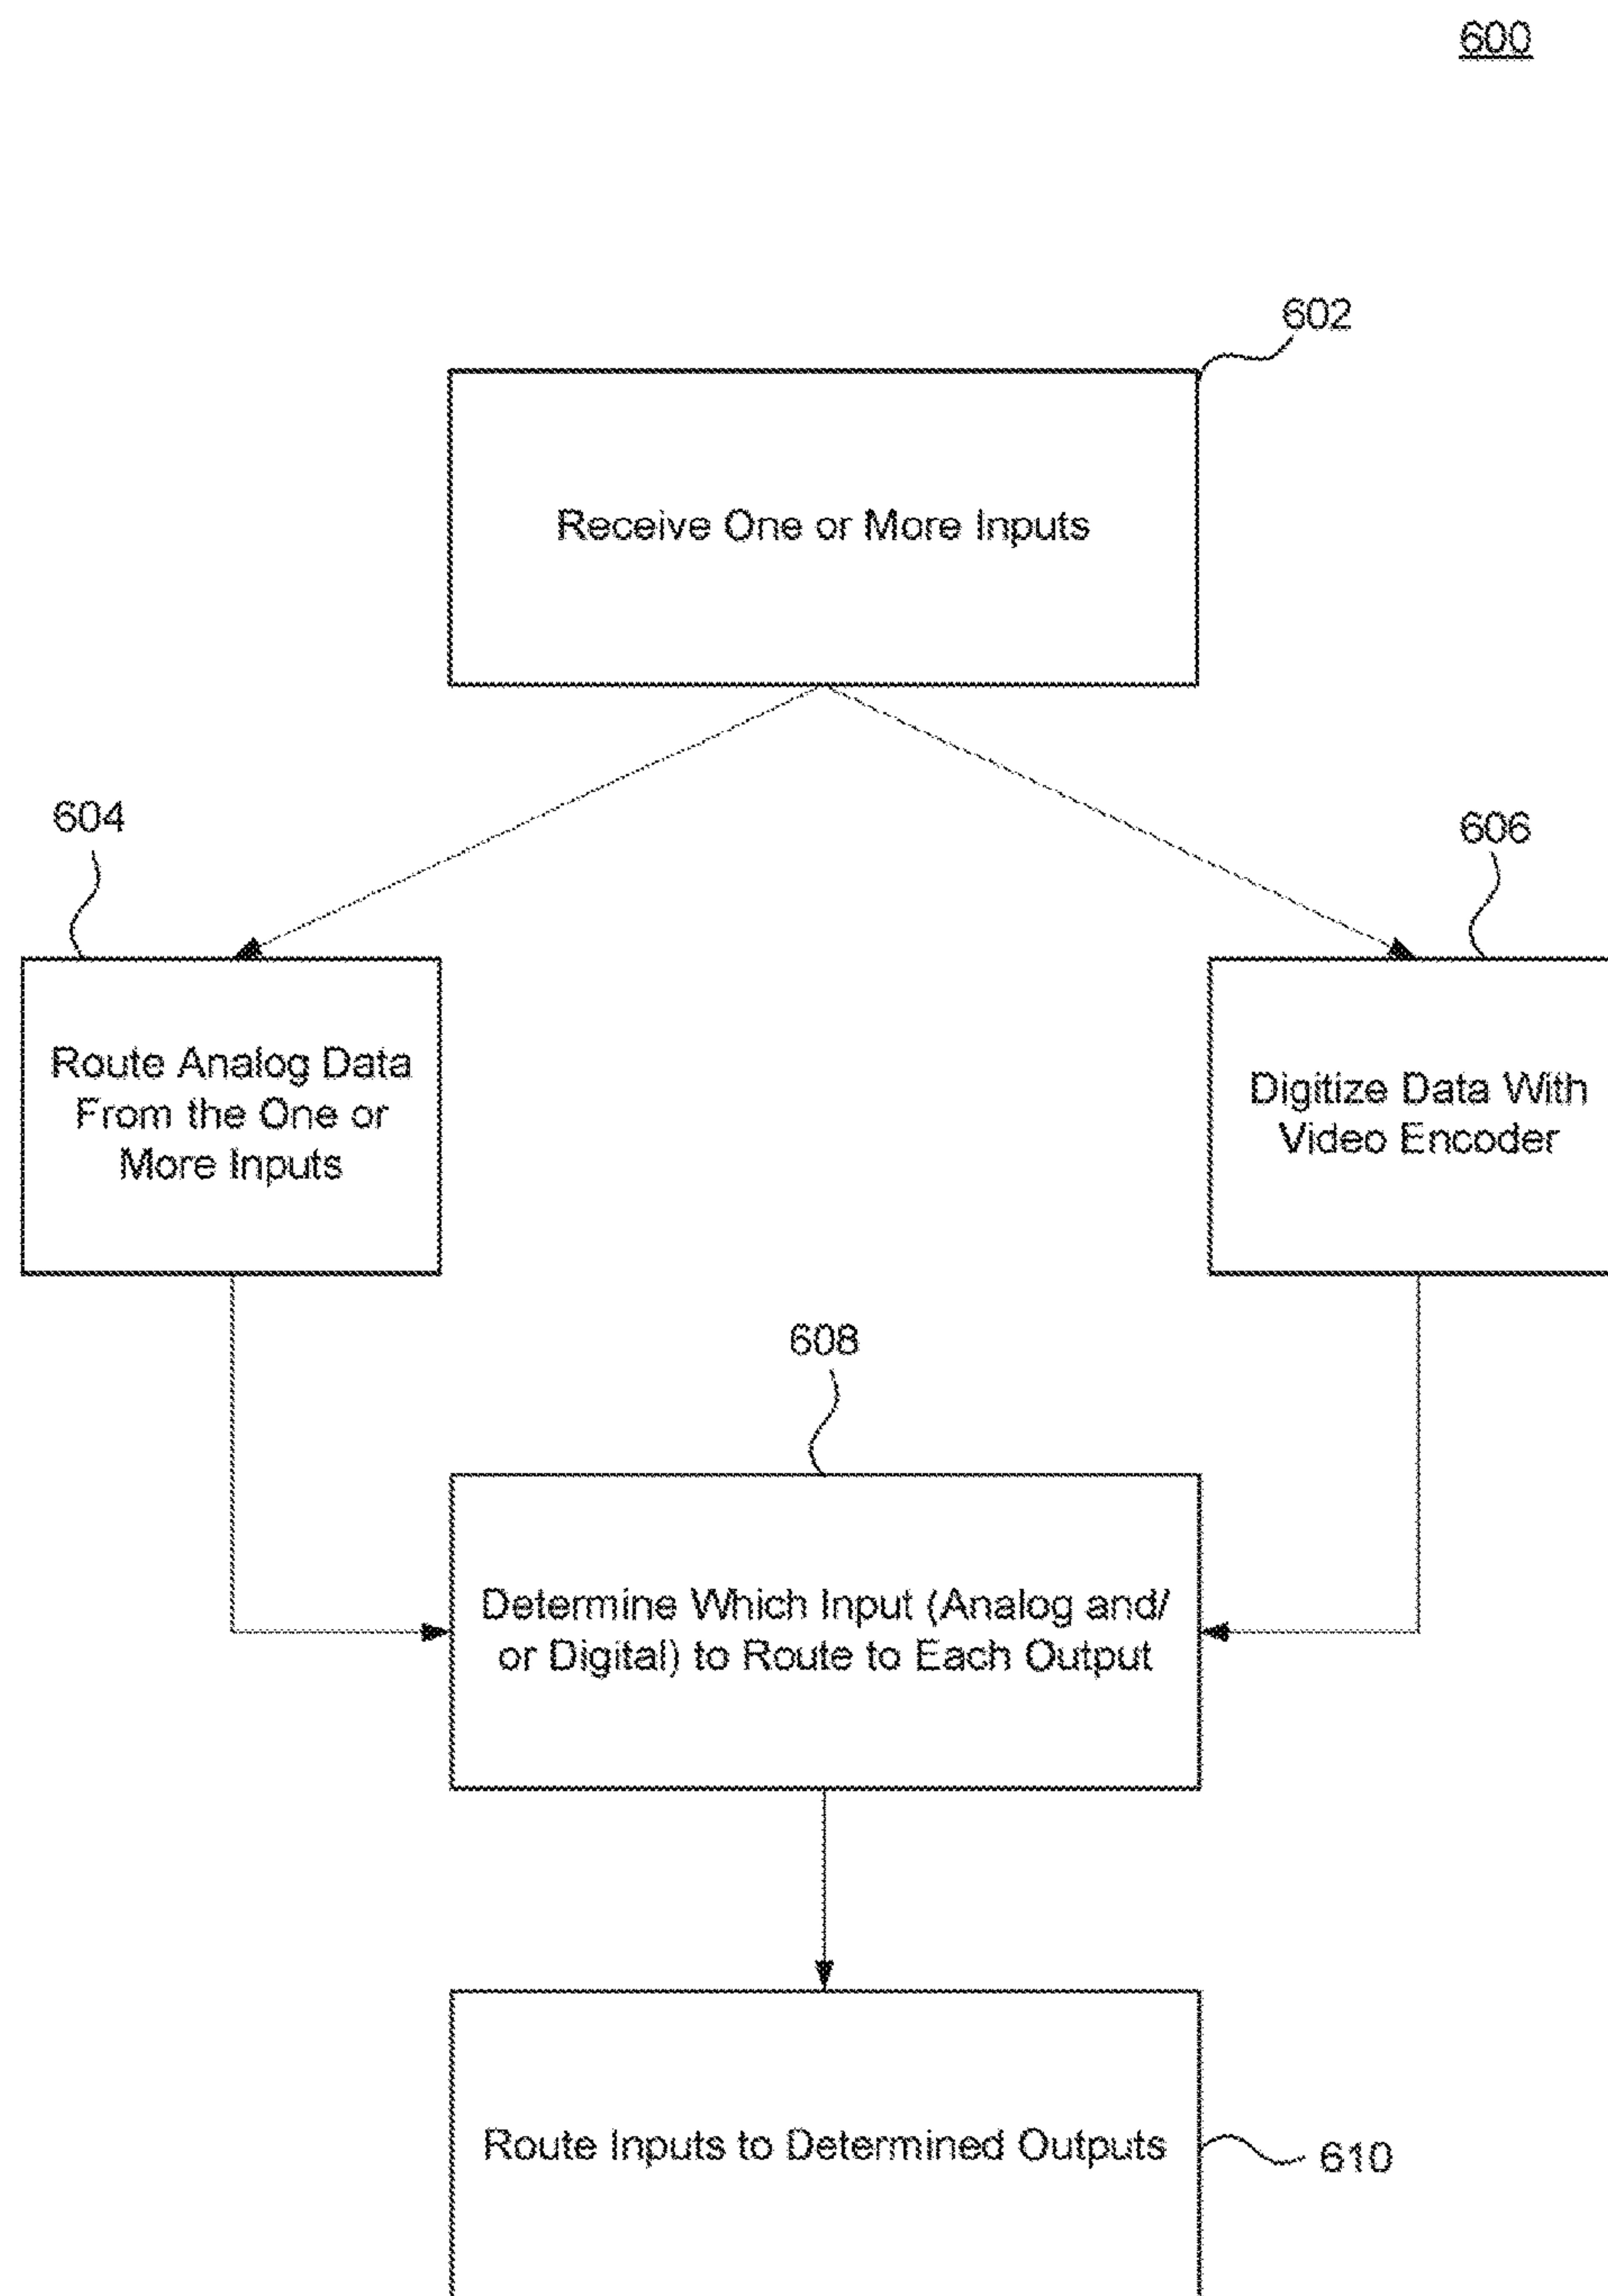 600
602
Receive One or More Inputs
604
606
Route Analog Data
From the One or
More Inputs
Digitize Data With
Video Encoder
608
Determine Which Input (Analog and/
or Digital) to Route to Each Output
Route Inputs to Determined Outputs
610